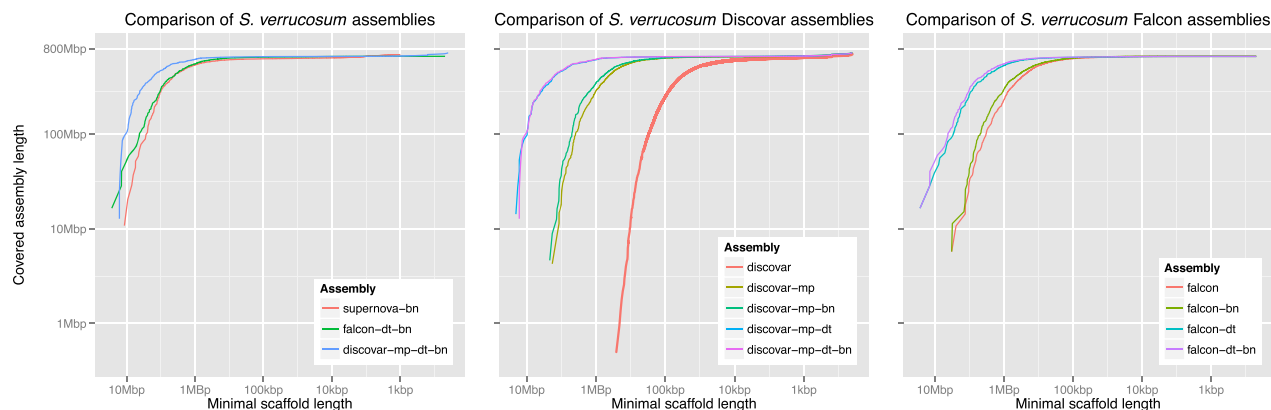 Comparison of S. verrucosum assemblies
Comparison of S. verrucosum Discovar assemblies
Comparison of S. verrucosum Falcon assemblies
Covered assembly length
800Mbp
100Mbp
10Mbp
1Mbp
Assembly
supernova-bn
falcon-dt-bn
discovar-mp-dt-bn
10Mbp
1MBp
100kbp
10kbp
1kbp
Minimal scaffold length
Assembly
discovar
discovar-mp
discovar-mp-bn
discovar-mp-dt
discovar-mp-dt-bn
10Mbp
1MBp
100kbp
10kbp
1kbp
Minimal scaffold length
Assembly
falcon
falcon-bn
falcon-dt
falcon-dt-bn
10Mbp
1MBp
100kbp
10kbp
1kbp
Minimal scaffold length